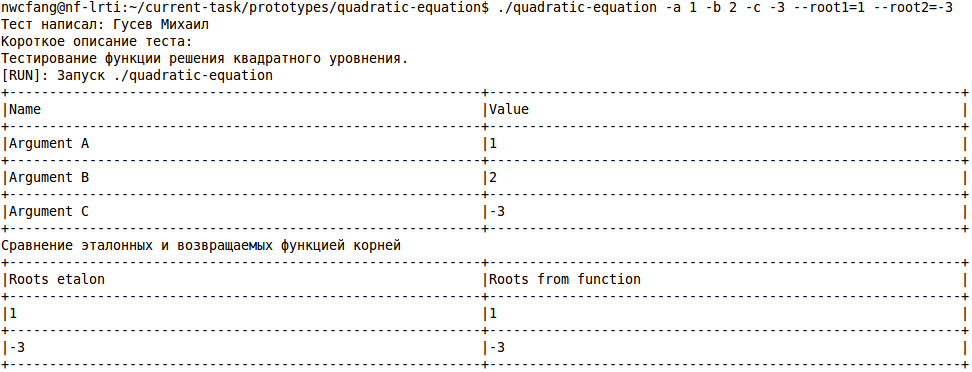 nwcfang@nf-lrti:~/current-task/prototypes/quadratic-equation$ ./quadratic-equation -a 1 -b 2 -c -3 --root1=1 --root2=-3
Тест написал: Гусев Михаил
Короткое описание теста:
Тестирование функции решения квадратного уровнения.
[RUN]: Запуск ./quadratic-equation
+-----------------------------------------------------------+-----------------------------------------------------------+
|Name |Value |
+-----------------------------------------------------------+-----------------------------------------------------------+
|Argument A |1 |
+-----------------------------------------------------------+-----------------------------------------------------------+
|Argument B |2 |
+-----------------------------------------------------------+-----------------------------------------------------------+
|Argument C |-3 |
+-----------------------------------------------------------+-----------------------------------------------------------+
Сравнение эталонных и возвращаемых функцией корней
+-----------------------------------------------------------+-----------------------------------------------------------+
|Roots etalon |Roots from function |
+-----------------------------------------------------------+-----------------------------------------------------------+
|1 |1 |
+-----------------------------------------------------------+-----------------------------------------------------------+
|-3 |-3 |
+-----------------------------------------------------------+-----------------------------------------------------------+